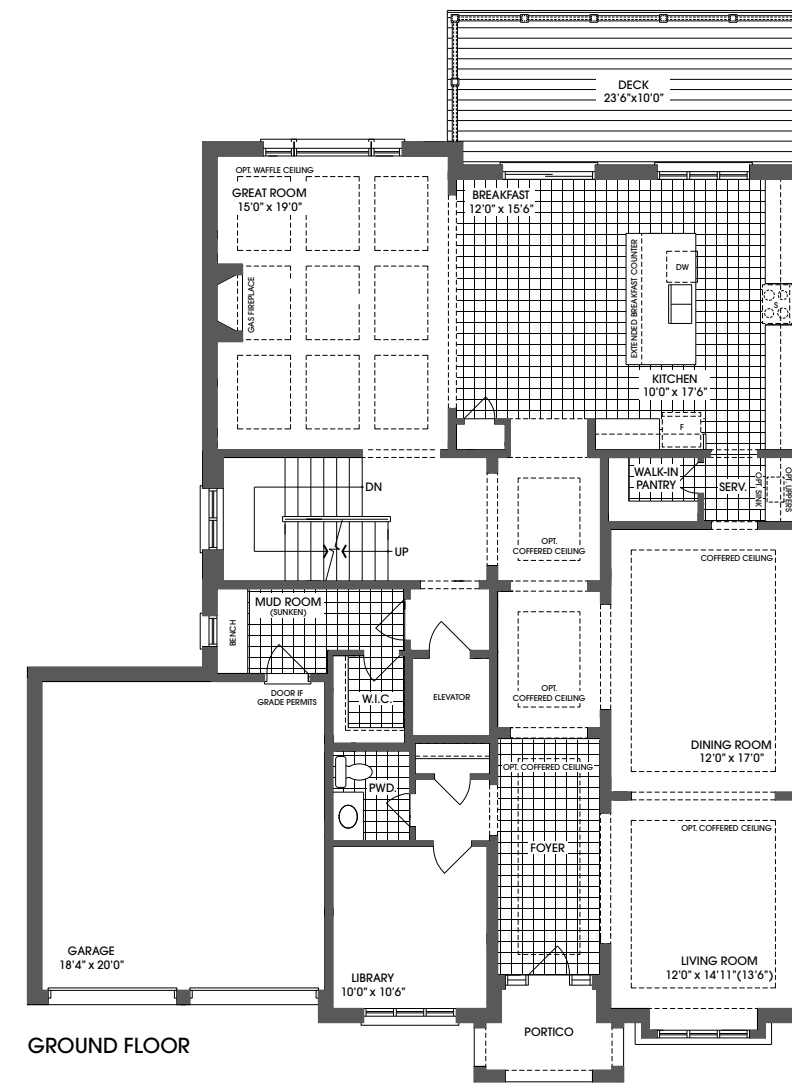 DECK
23'6"x10'0"
OPT. WAFFLE CEILING
GREAT ROOM
15'0" x 19'0"
BREAKFAST
12'0" x 15'6"
GAS FIREPLACE
EXTENDED BREAKFAST COUNTER
DW
S
KITCHEN
10'0" x 17'6"
F
WALK-IN
PANTRY
SERV.
OPT. SINK
OPT. UPPERS
DN
UP
OPT.
COFFERED CEILING
COFFERED CEILING
MUD ROOM
(SUNKEN)
BENCH
DOOR IF
GRADE PERMITS
W.I.C.
ELEVATOR
OPT.
COFFERED CEILING
DINING ROOM
12'0" x 17'0"
OPT. COFFERED CEILING
PWD.
FOYER
OPT. COFFERED CEILING
GARAGE
18'4" x 20'0"
LIBRARY
10'0" x 10'6"
LIVING ROOM
12'0" x 14'11"(13'6")
PORTICO
GROUND FLOOR